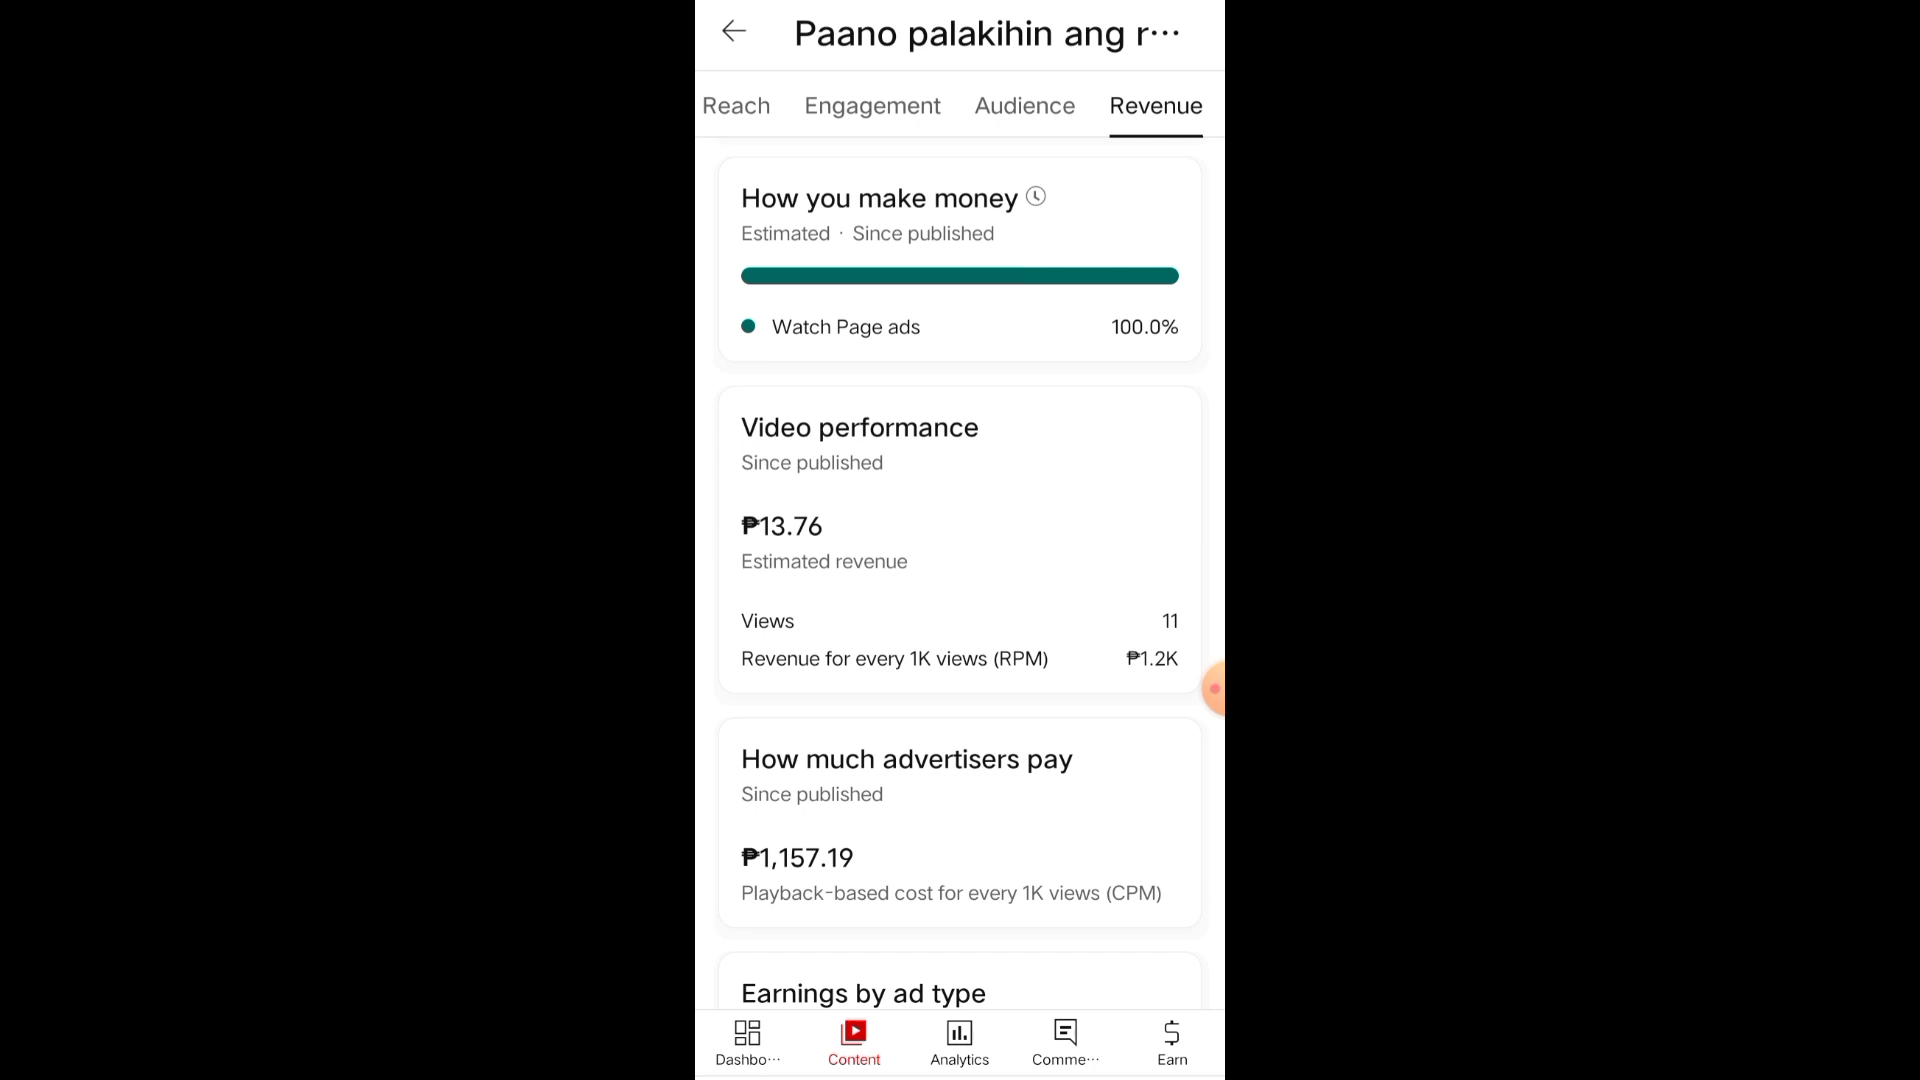 Paano palakihin ang r···
Reach Engagement Audience Revenue
How you make money
Estimated · Since published
Watch Page ads 100.0%
Video performance
Since published
₱13.76
Estimated revenue
Views 11
Revenue for every 1K views (RPM) ₱1.2K
How much advertisers pay
Since published
₱1,157.19
Playback-based cost for every 1K views (CPM)
Earnings by ad type
Dashbo··· Content Analytics Comme··· Earn